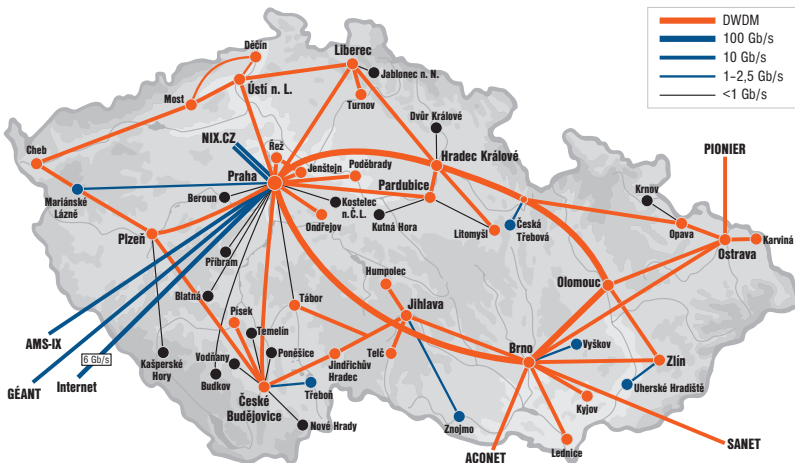 DWDM
100 Gb/s
10 Gb/s
1–2,5 Gb/s
<1 Gb/s
Děčín
Liberec
Jablonec n. N.
Most
Ústí n. L.
Turnov
Dvůr Králové
NIX.CZ
Řež
Cheb
Praha
Jenštejn
Poděbrady
Hradec Králové
PIONIER
Mariánské
Lázně
Beroun
Kostelec
n.Č.L.
Pardubice
Krnov
Plzeň
Ondřejov
Kutná Hora
Litomyšl
Česká
Třebová
Opava
Karviná
Ostrava
Příbram
Humpolec
Olomouc
Blatná
Tábor
Jihlava
Písek
Temelín
AMS-IX
Vodňany
Poněšice
Brno
Vyškov
6 Gb/s
Kašperské
Hory
Telč
Zlín
GÉANT
Internet
Budkov
Jindřichův
Hradec
Uherské Hradiště
České
Budějovice
Třeboň
Kyjov
Nové Hrady
Znojmo
Lednice
SANET
ACONET